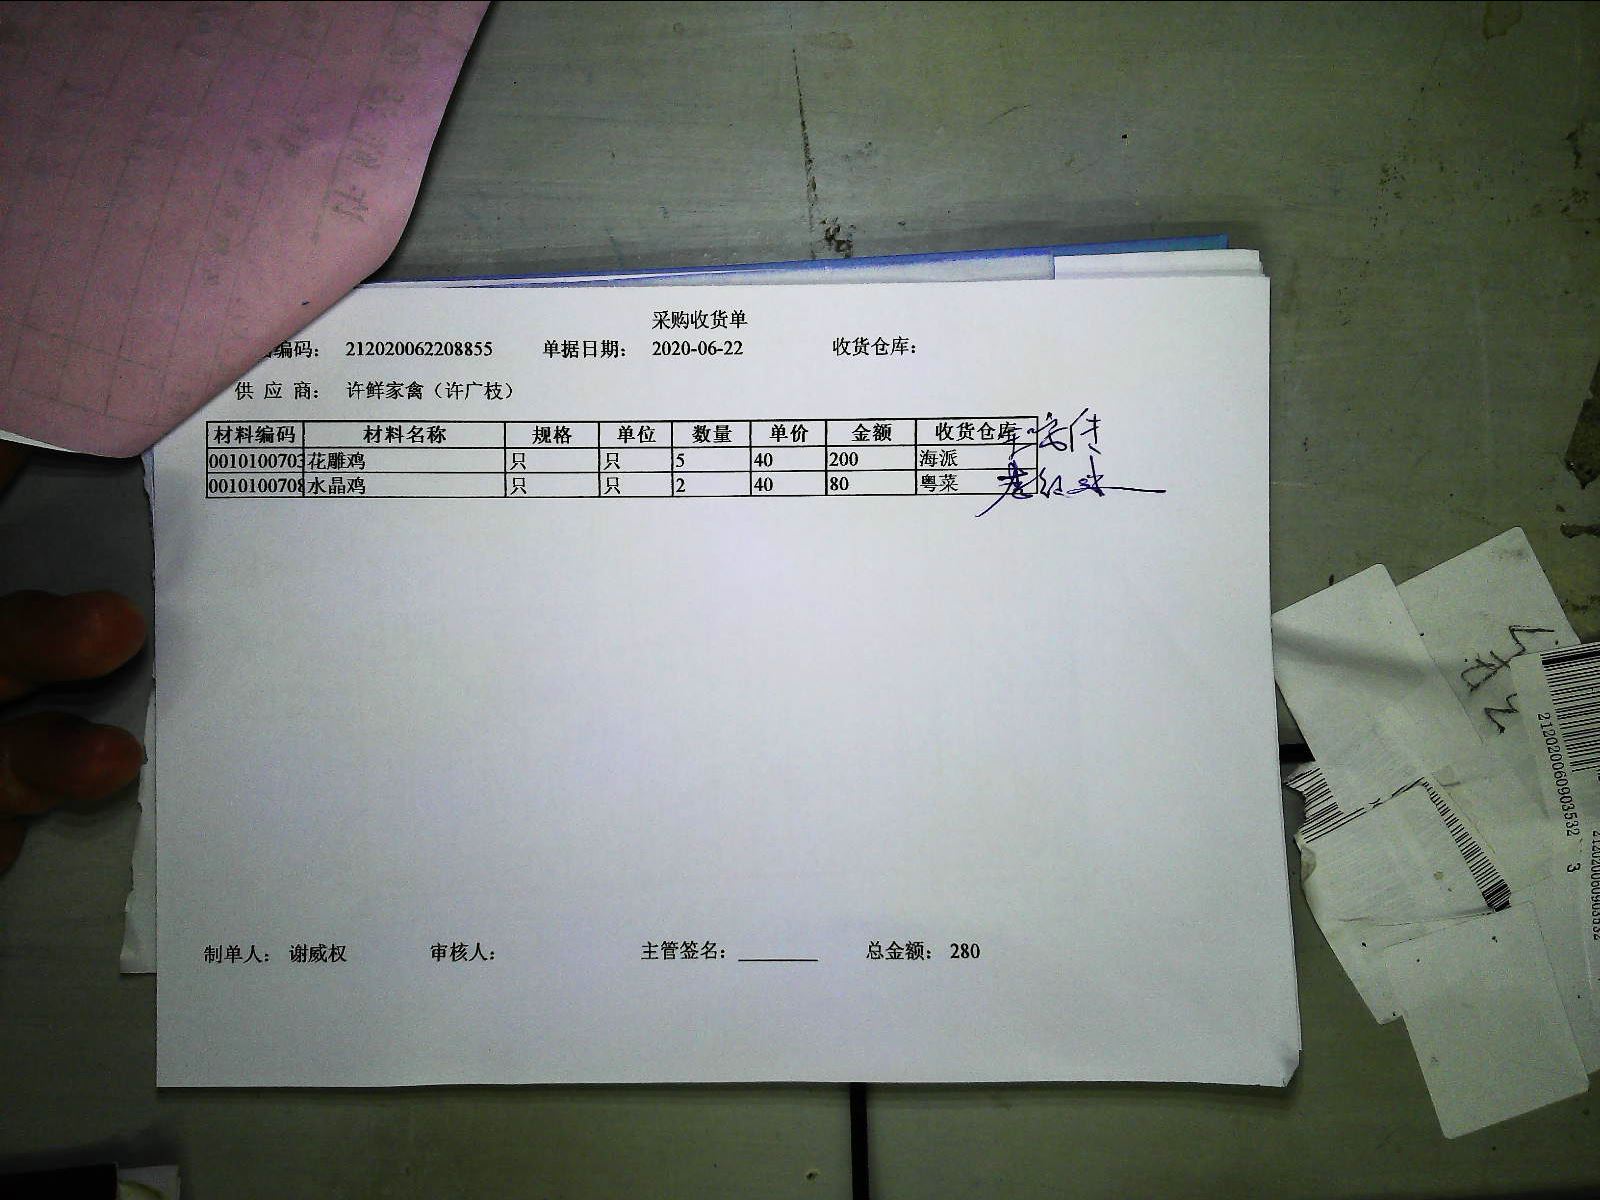 采购收货单
编码： 212020062208855 单据日期： 2020-06-22 收货仓库：
供 应 商： 许鲜家禽（许广枝）
材料编码 材料名称 规格 单位 数量 单价 金额 收货仓库
0010100703 花雕鸡 只 只 5 40 200 海派
0010100708 水晶鸡 只 只 2 40 80 粤菜
制单人： 谢威权 审核人： 主管签名： 总金额： 280
212020060903532 3